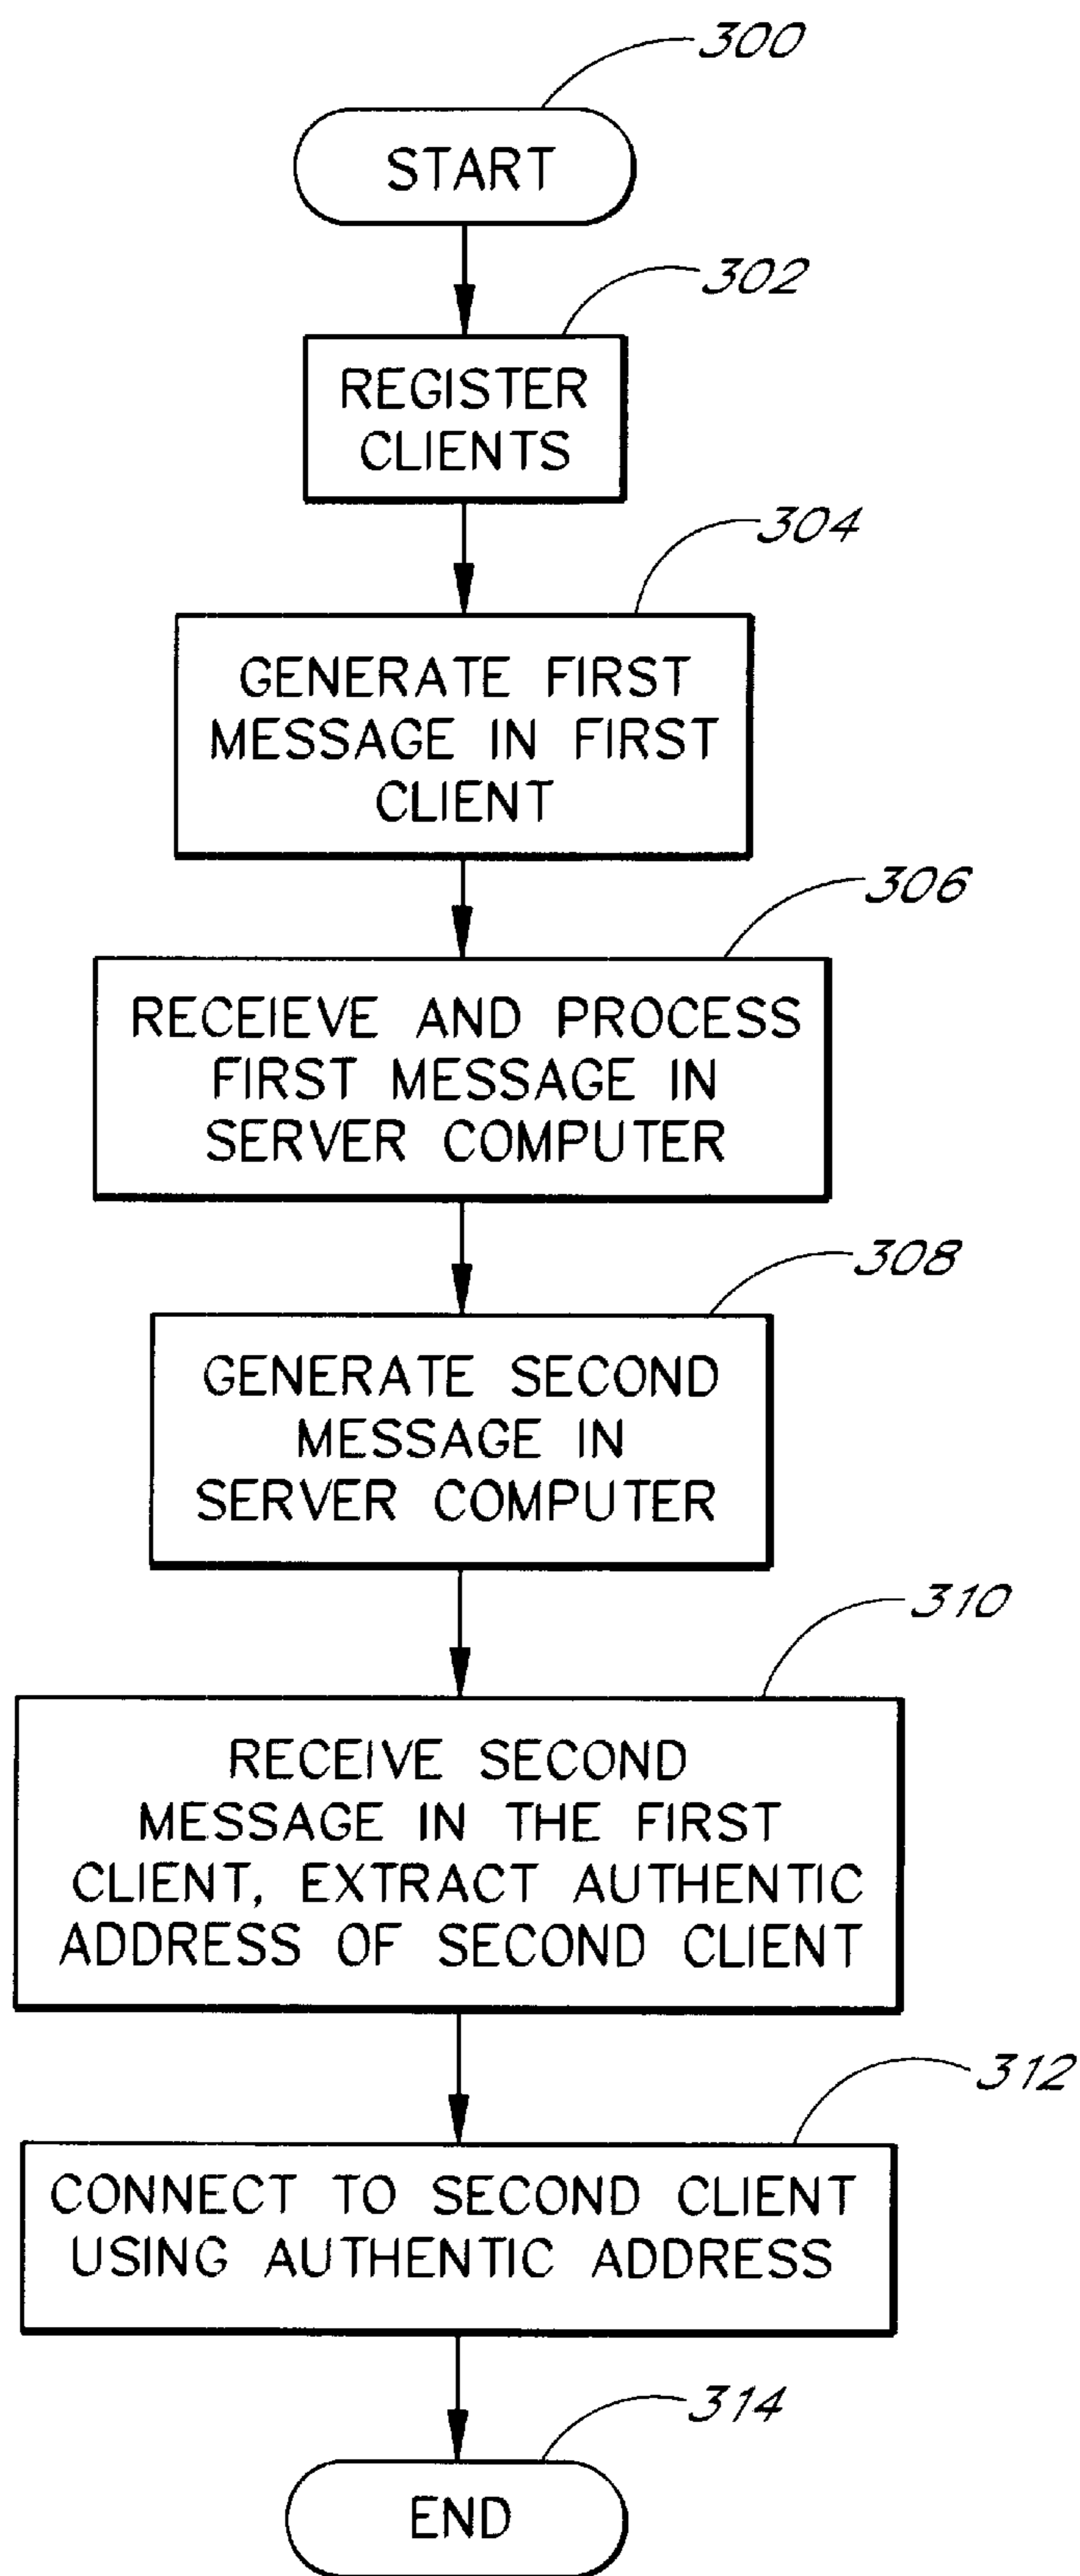 300
START
302
REGISTER
CLIENTS
304
GENERATE FIRST
MESSAGE IN FIRST
CLIENT
306
RECEIEVE AND PROCESS
FIRST MESSAGE IN
SERVER COMPUTER
308
GENERATE SECOND
MESSAGE IN
SERVER COMPUTER
310
RECEIVE SECOND
MESSAGE IN THE FIRST
CLIENT, EXTRACT AUTHENTIC
ADDRESS OF SECOND CLIENT
312
CONNECT TO SECOND CLIENT
USING AUTHENTIC ADDRESS
314
END